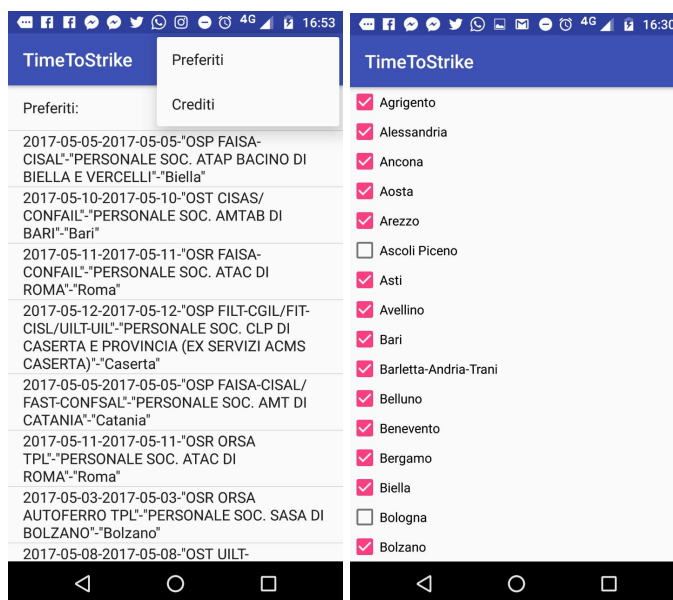 4G 16:53
TimeToStrike
Preferiti
Crediti
Preferiti:
2017-05-05-2017-05-05-"OSP FAISA-
CISAL"-"PERSONALE SOC. ATAP BACINO DI
BIELLA E VERCELLI"-"Biella"
2017-05-10-2017-05-10-"OST CISAS/
CONFAIL"-"PERSONALE SOC. AMTAB DI
BARI"-"Bari"
2017-05-11-2017-05-11-"OSR FAISA-
CONFAIL"-"PERSONALE SOC. ATAC DI
ROMA"-"Roma"
2017-05-12-2017-05-12-"OSP FILT-CGIL/FIT-
CISL/UILT-UIL"-"PERSONALE SOC. CLP DI
CASERTA E PROVINCIA (EX SERVIZI ACMS
CASERTA)"-"Caserta"
2017-05-05-2017-05-05-"OSP FAISA-CISAL/
FAST-CONFSAL"-"PERSONALE SOC. AMT DI
CATANIA"-"Catania"
2017-05-11-2017-05-11-"OSR ORSA
TPL"-"PERSONALE SOC. ATAC DI
ROMA"-"Roma"
2017-05-03-2017-05-03-"OSR ORSA
AUTOFERRO TPL"-"PERSONALE SOC. SASA DI
BOLZANO"-"Bolzano"
2017-05-08-2017-05-08-"OST UILT-
4G 16:30
TimeToStrike
Agrigento
Alessandria
Ancona
Aosta
Arezzo
Ascoli Piceno
Asti
Avellino
Bari
Barletta-Andria-Trani
Belluno
Benevento
Bergamo
Biella
Bologna
Bolzano